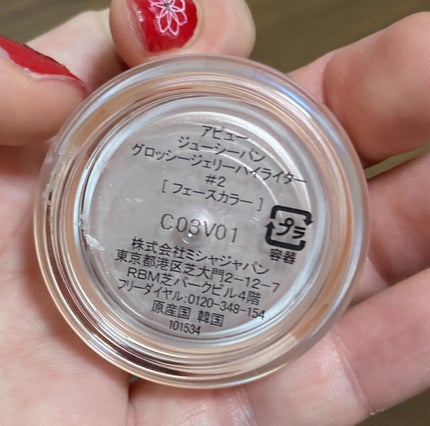 アピュー
ジューシーパン
グロッシージェリーハイライター
#2
[ フェースカラー ]
C03V01
プラ
容器
株式会社ミシャジャパン
東京都港区芝大門2-12-7
RBM芝パークビル4階
フリーダイヤル:0120-348-154
原産国 韓国
101534